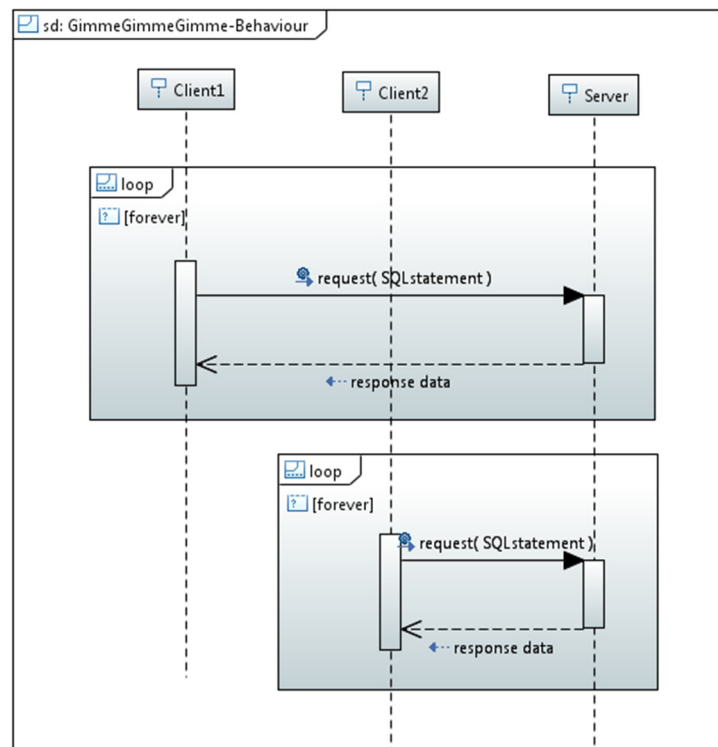 sd: GimmeGimmeGimme-Behaviour
Client1
Client2
Server
loop
[forever]
request( SQLstatement )
response data
loop
[forever]
request( SQLstatement )
response data